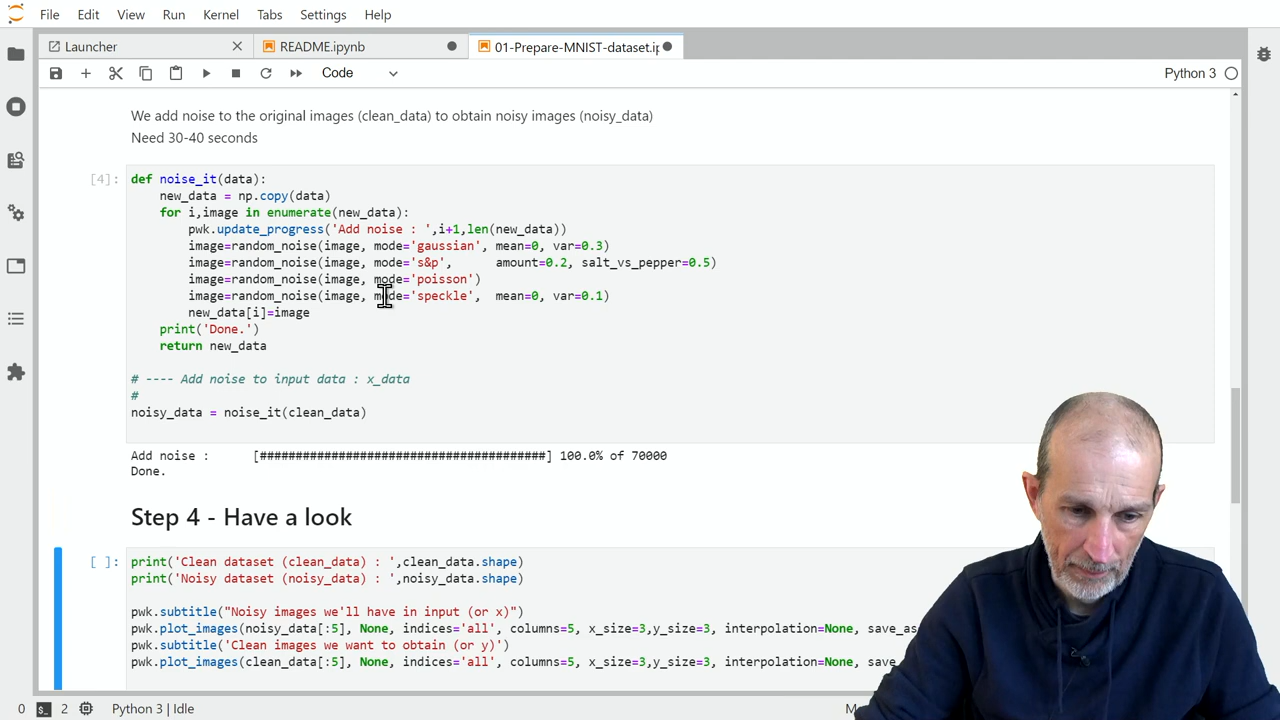 File Edit View Run Kernel Tabs Settings Help
Launcher
README.ipynb
01-Prepare-MNIST-dataset.ip
Code
Python 3
We add noise to the original images (clean_data) to obtain noisy images (noisy_data)
Need 30-40 seconds
[4]:
def noise_it(data):
new_data = np.copy(data)
for i,image in enumerate(new_data):
pwk.update_progress('Add noise : ',i+1,len(new_data))
image=random_noise(image, mode='gaussian', mean=0, var=0.3)
image=random_noise(image, mode='s&p', amount=0.2, salt_vs_pepper=0.5)
image=random_noise(image, mode='poisson')
image=random_noise(image, mode='speckle', mean=0, var=0.1)
new_data[i]=image
print('Done.')
return new_data
# ---- Add noise to input data : x_data
#
noisy_data = noise_it(clean_data)
Add noise : [########################################] 100.0% of 70000
Done.
Step 4 - Have a look
[ ]:
print('Clean dataset (clean_data) : ',clean_data.shape)
print('Noisy dataset (noisy_data) : ',noisy_data.shape)
pwk.subtitle("Noisy images we'll have in input (or x)")
pwk.plot_images(noisy_data[:5], None, indices='all', columns=5, x_size=3,y_size=3, interpolation=None, save_as
pwk.subtitle('Clean images we want to obtain (or y)')
pwk.plot_images(clean_data[:5], None, indices='all', columns=5, x_size=3,y_size=3, interpolation=None, save
0 2 Python 3 | Idle